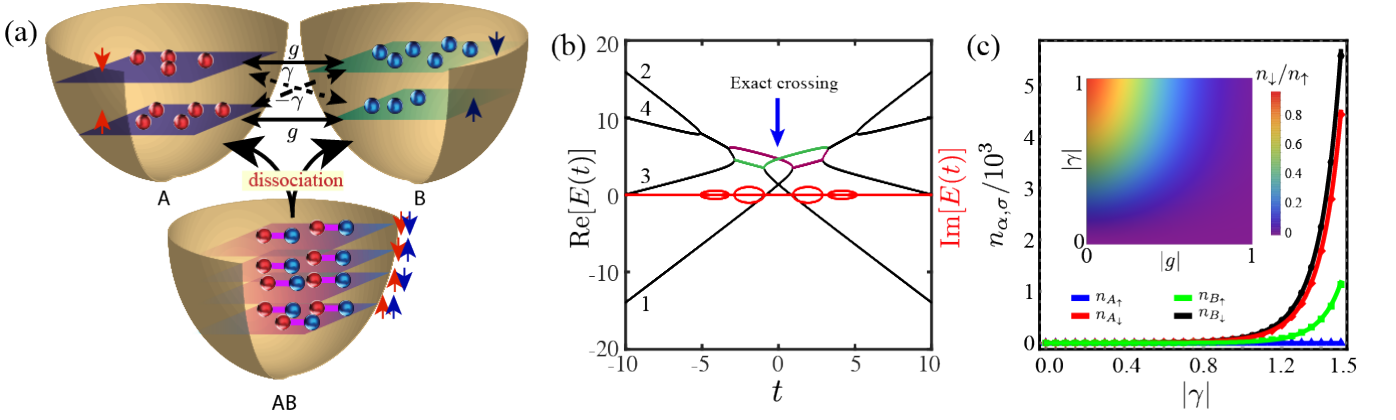 (a)
g
γ
−γ
g
dissociation
A
B
AB
(b)
Re[E(t)]
Im[E(t)]
20
10
0
-10
-20
2
4
3
1
Exact crossing
-10
-5
0
5
10
t
(c)
n_{α,σ}/10^3
5
4
3
2
1
0
1
|γ|
0
|g|
1
n↓/n↑
0.8
0.6
0.4
0.2
0
n_{A↑}
n_{B↑}
n_{A↓}
n_{B↓}
0.0
0.4
0.8
1.2
1.5
|γ|